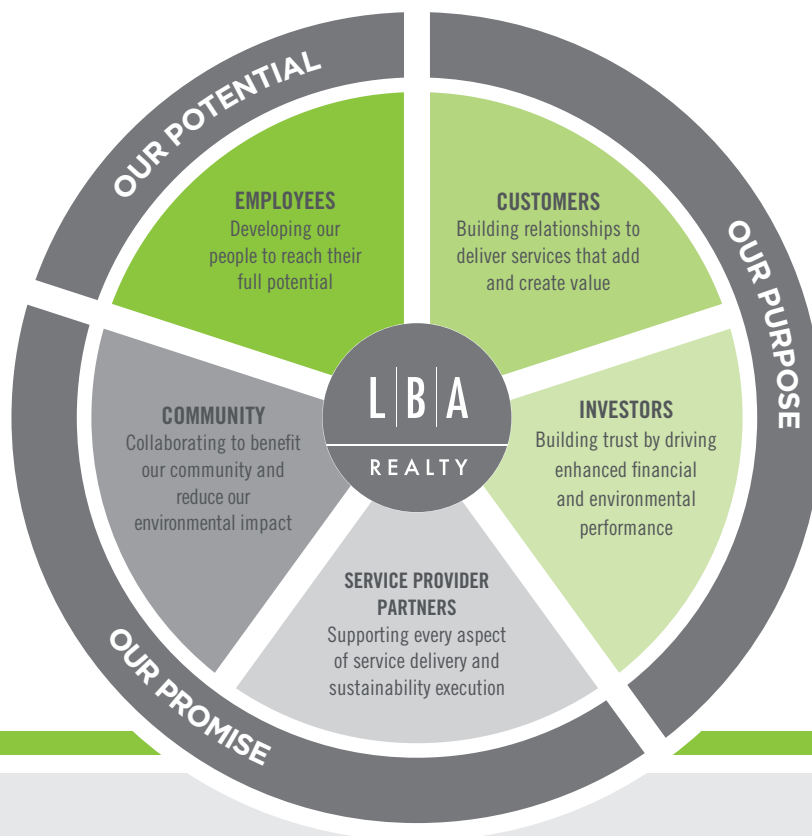 OUR POTENTIAL
EMPLOYEES
Developing our
people to reach their
full potential
CUSTOMERS
Building relationships to
deliver services that add
and create value
OUR PURPOSE
INVESTORS
Building trust by driving
enhanced financial
and environmental
performance
L|B|A
REALTY
COMMUNITY
Collaborating to benefit
our community and
reduce our
environmental impact
SERVICE PROVIDER
PARTNERS
Supporting every aspect
of service delivery and
sustainability execution
OUR PROMISE